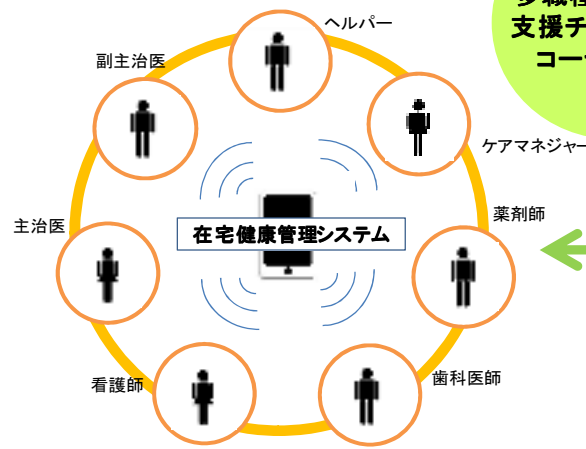 ヘルパー
副主治医
支援チ
コー
ケアマネジャー
主治医
薬剤師
在宅健康管理システム
看護師
歯科医師